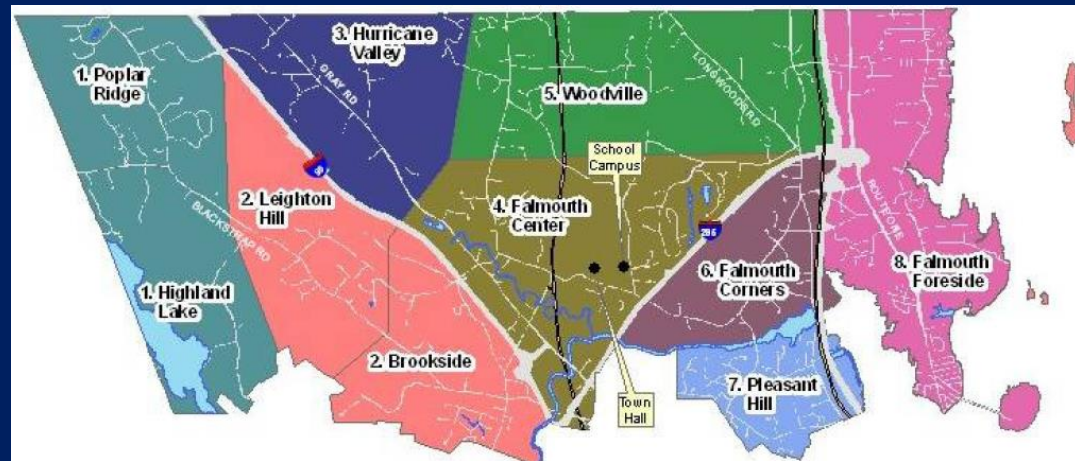 3. Hurricane
Valley
1. Poplar
Ridge
GRAY RD
LONGWOODS RD
5. Woodville
School
Campus
2. Leighton
Hill
BLACKSTRAP RD
4. Falmouth
Center
ROUTE ONE
6. Falmouth
Corners
8. Falmouth
Foreside
1. Highland
Lake
2. Brookside
7. Pleasant
Hill
Town
Hall